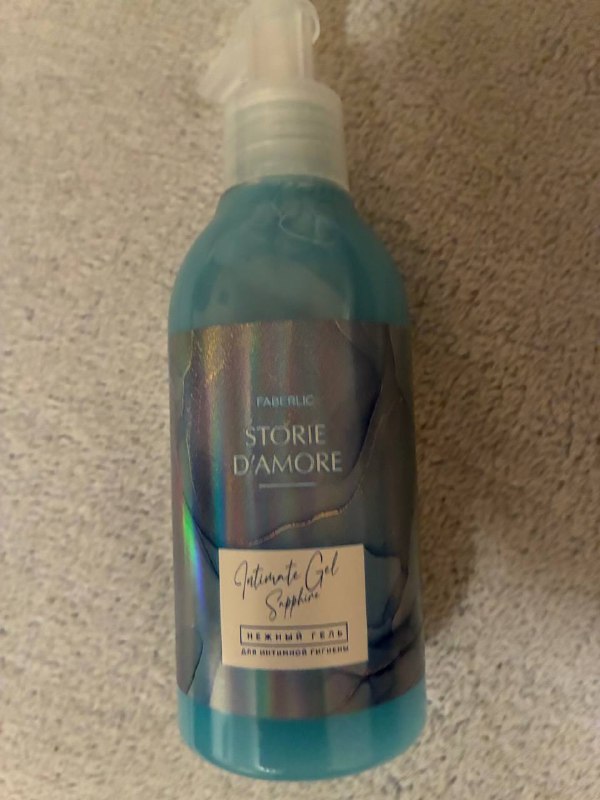 FABERLIC
STORIE
D'AMORE
Intimate Gel
Sapphire
НЕЖНЫЙ ГЕЛЬ
ДЛЯ ИНТИМНОЙ ГИГИЕНЫ